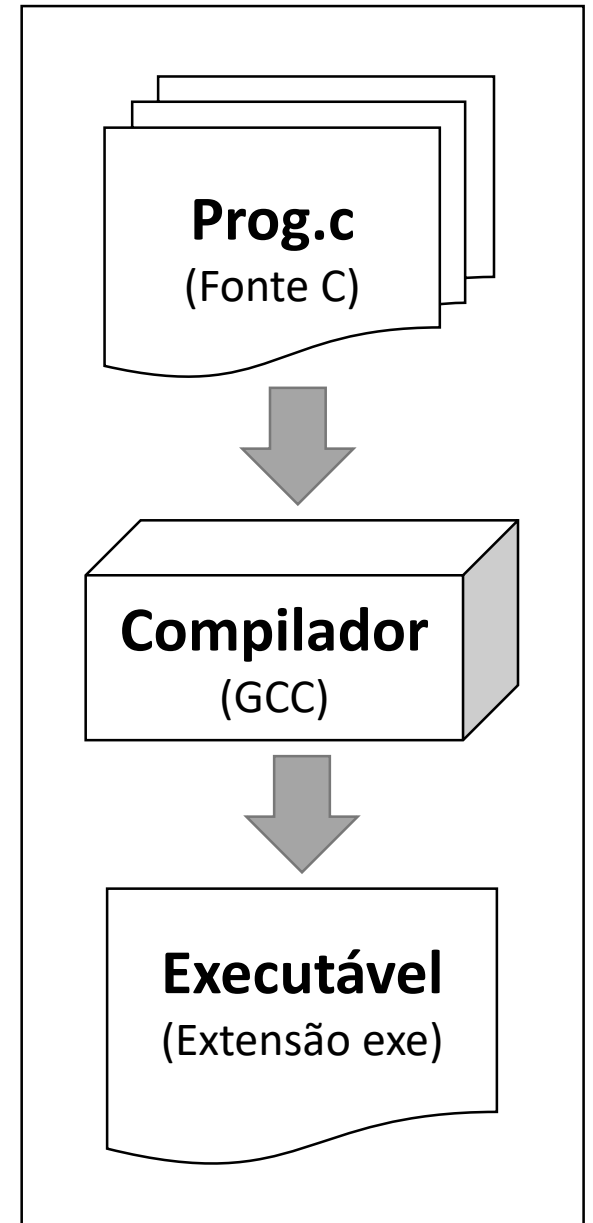 Prog.c
(Fonte C)
Compilador
(GCC)
Executável
(Extensão exe)